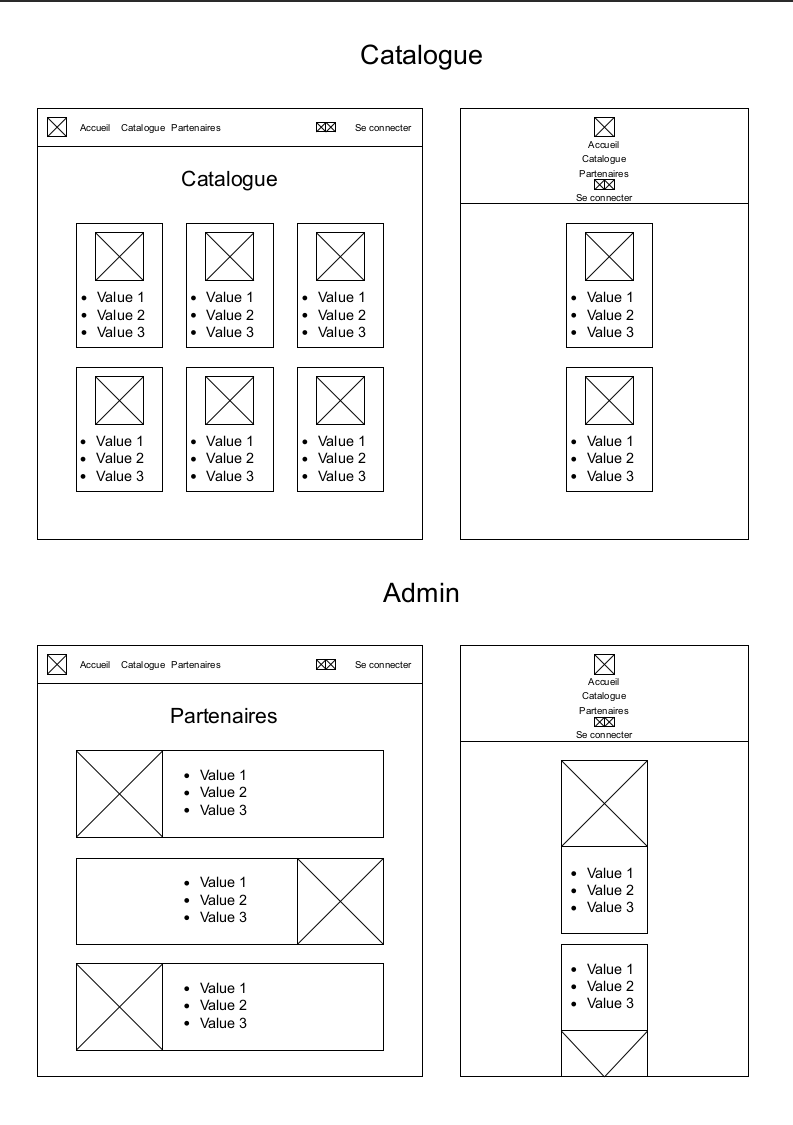 Catalogue
Accueil Catalogue Partenaires Se connecter
Catalogue
• Value 1
• Value 2
• Value 3
• Value 1
• Value 2
• Value 3
• Value 1
• Value 2
• Value 3
• Value 1
• Value 2
• Value 3
• Value 1
• Value 2
• Value 3
• Value 1
• Value 2
• Value 3
Accueil
Catalogue
Partenaires
Se connecter
• Value 1
• Value 2
• Value 3
• Value 1
• Value 2
• Value 3
Admin
Accueil Catalogue Partenaires Se connecter
Partenaires
• Value 1
• Value 2
• Value 3
• Value 1
• Value 2
• Value 3
• Value 1
• Value 2
• Value 3
Accueil
Catalogue
Partenaires
Se connecter
• Value 1
• Value 2
• Value 3
• Value 1
• Value 2
• Value 3